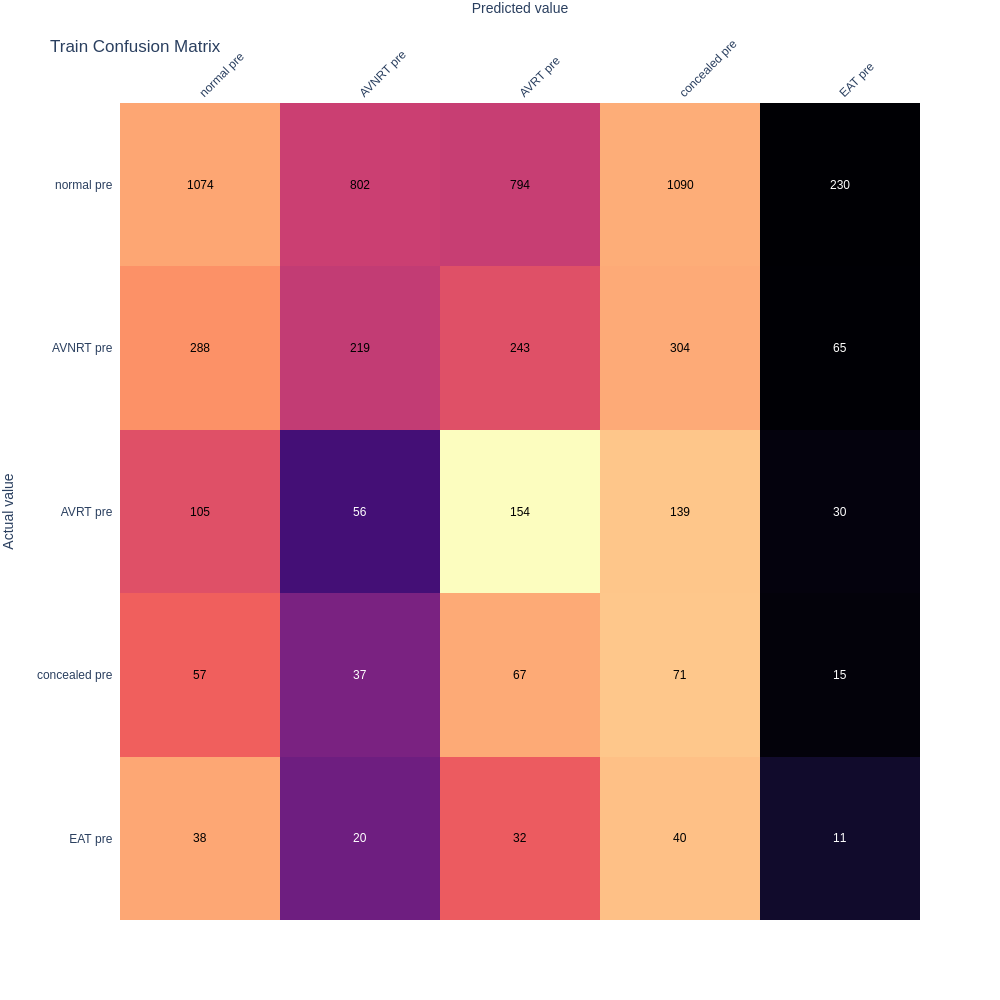 Predicted value
Train Confusion Matrix
normal pre AVNRT pre AVRT pre concealed pre EAT pre
normal pre 1074 802 794 1090 230
AVNRT pre 288 219 243 304 65
AVRT pre 105 56 154 139 30
Actual value
concealed pre 57 37 67 71 15
EAT pre 38 20 32 40 11